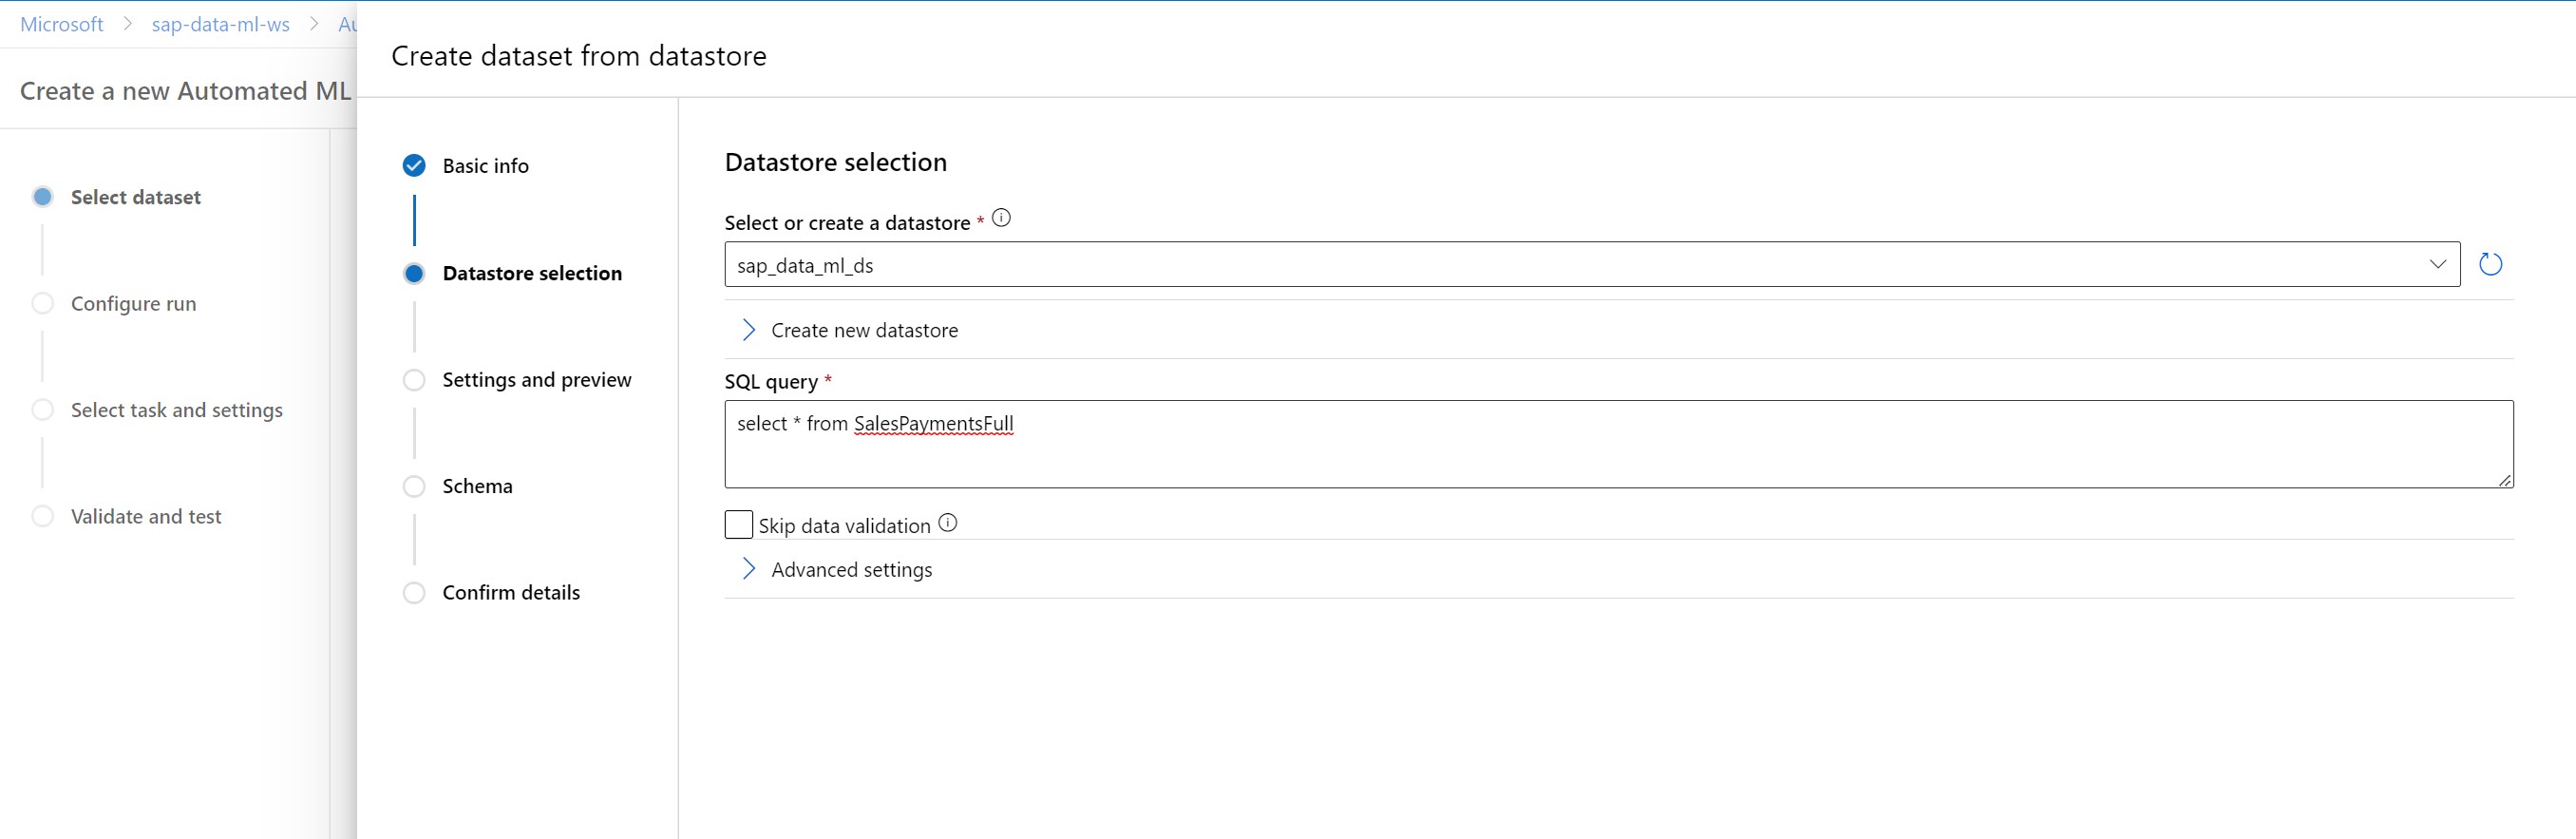 Microsoft > sap-data-ml-ws > Au
Create a new Automated ML
Select dataset
Configure run
Select task and settings
Validate and test
Create dataset from datastore
Basic info
Datastore selection
Settings and preview
Schema
Confirm details
Datastore selection
Select or create a datastore *
sap_data_ml_ds
Create new datastore
SQL query *
select * from SalesPaymentsFull
Skip data validation
Advanced settings